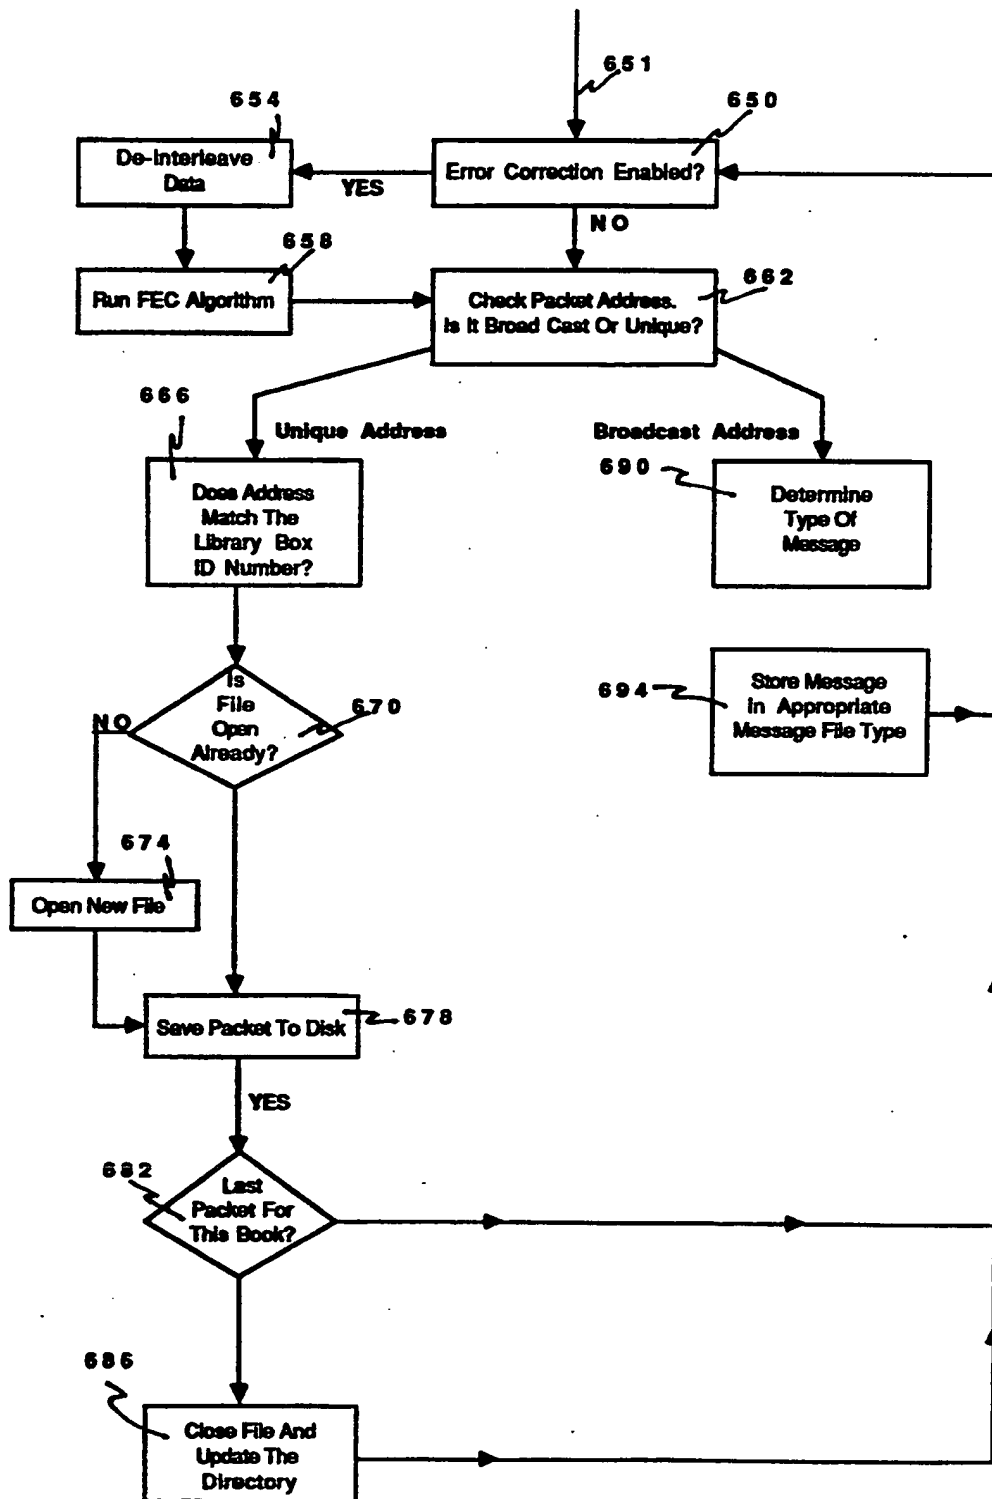 651
654
650
De-Interleave
Data
Error Correction Enabled?
YES
NO
658
662
Run FEC Algorithm
Check Packet Address.
Is It Broad Cast Or Unique?
666
Unique Address
Broadcast Address
690
Does Address
Match The
Library Box
ID Number?
Determine
Type Of
Message
Is
File
Open
Already?
670
NO
694
Store Message
In Appropriate
Message File Type
674
Open New File
Save Packet To Disk
678
YES
682
Last
Packet For
This Book?
686
Close File And
Update The
Directory